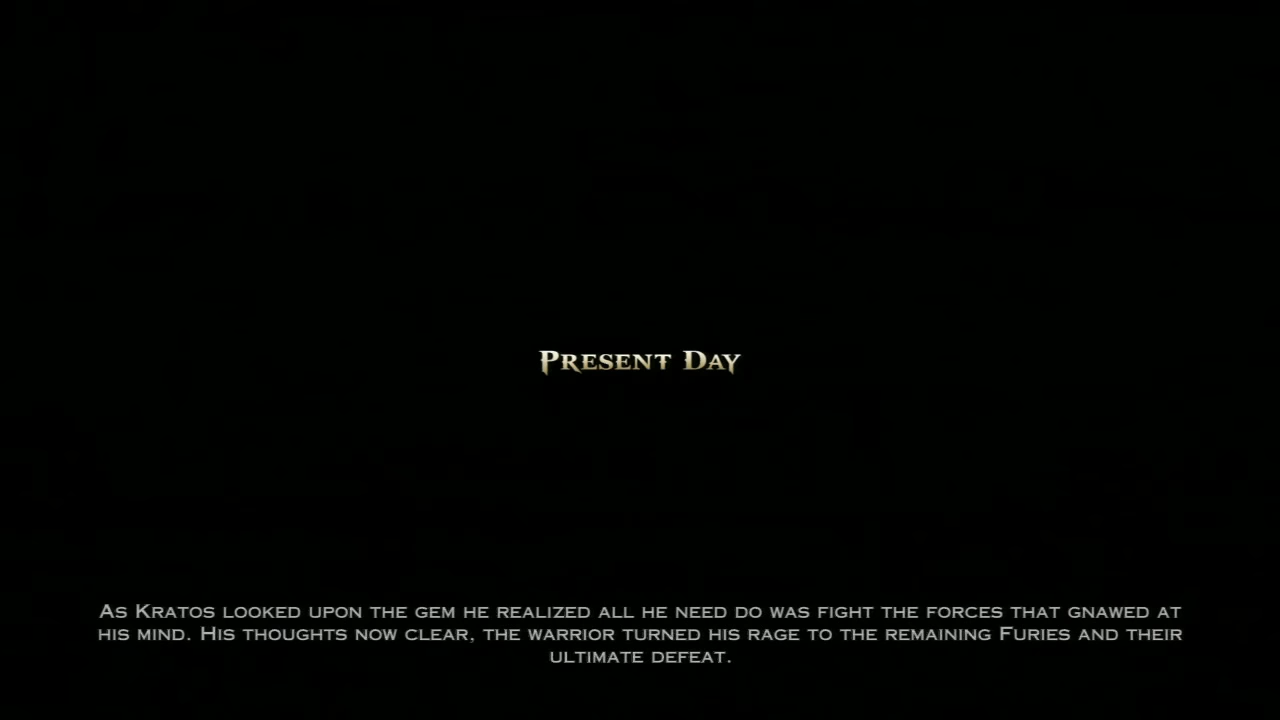 Present Day
As Kratos looked upon the gem he realized all he need do was fight the forces that gnawed at
his mind. His thoughts now clear, the warrior turned his rage to the remaining Furies and their
ultimate defeat.